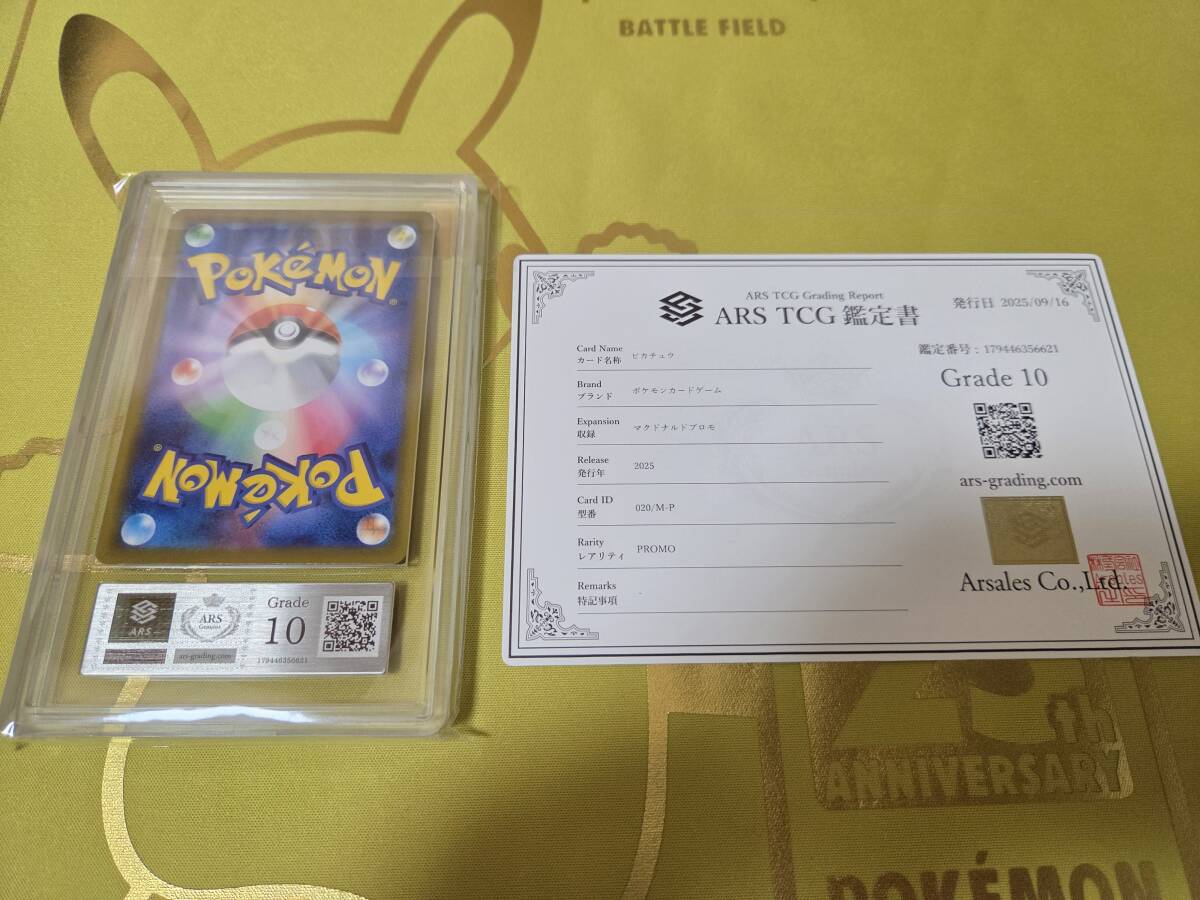 BATTLE FIELD
POKÉMON
POKÉMON
ARS
ARS
Genuine
ars-grading.com
Grade
10
179446356621
ARS TCG Grading Report
ARS TCG 鑑定書
発行日 2025/09/16
鑑定番号：179446356621
Grade 10
Card Name
カード名称 ピカチュウ
Brand
ブランド ポケモンカードゲーム
Expansion
収録 マクドナルドプロモ
Release
発行年 2025
Card ID
型番 020/M-P
Rarity
レアリティ PROMO
Remarks
特記事項
ars-grading.com
Arsales Co.,Ltd.
th
ANNIVERSARY
POKÉMON